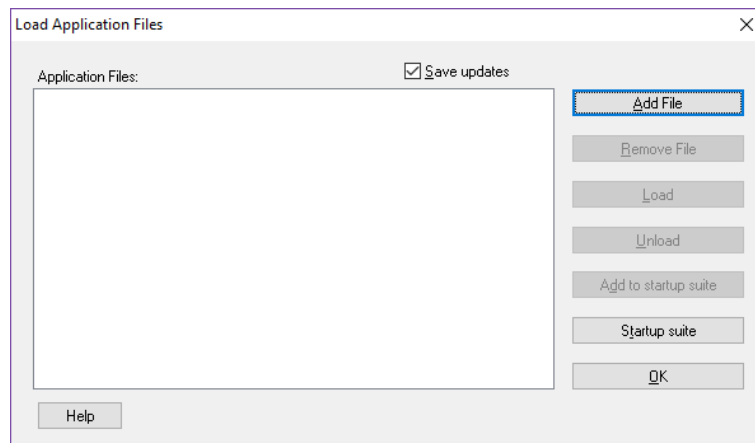 Load Application Files
Application Files:
Save updates
Add File
Remove File
Load
Unload
Add to startup suite
Startup suite
OK
Help